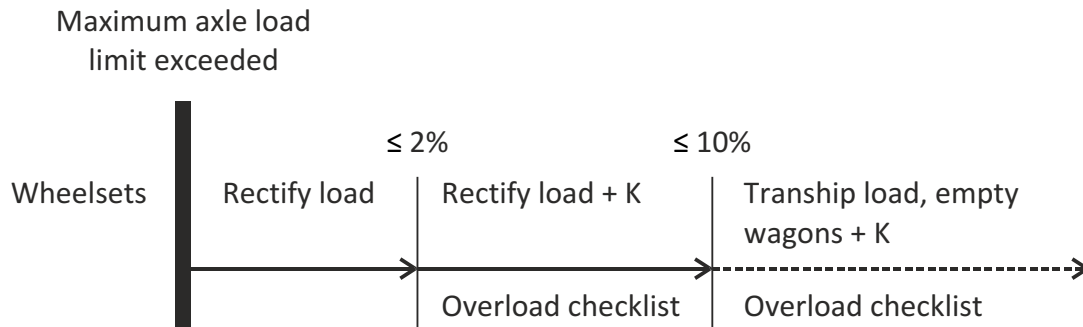 Maximum axle load
limit exceeded
≤ 2%
≤ 10%
Wheelsets
Rectify load
Rectify load + K
Tranship load, empty
wagons + K
Overload checklist
Overload checklist